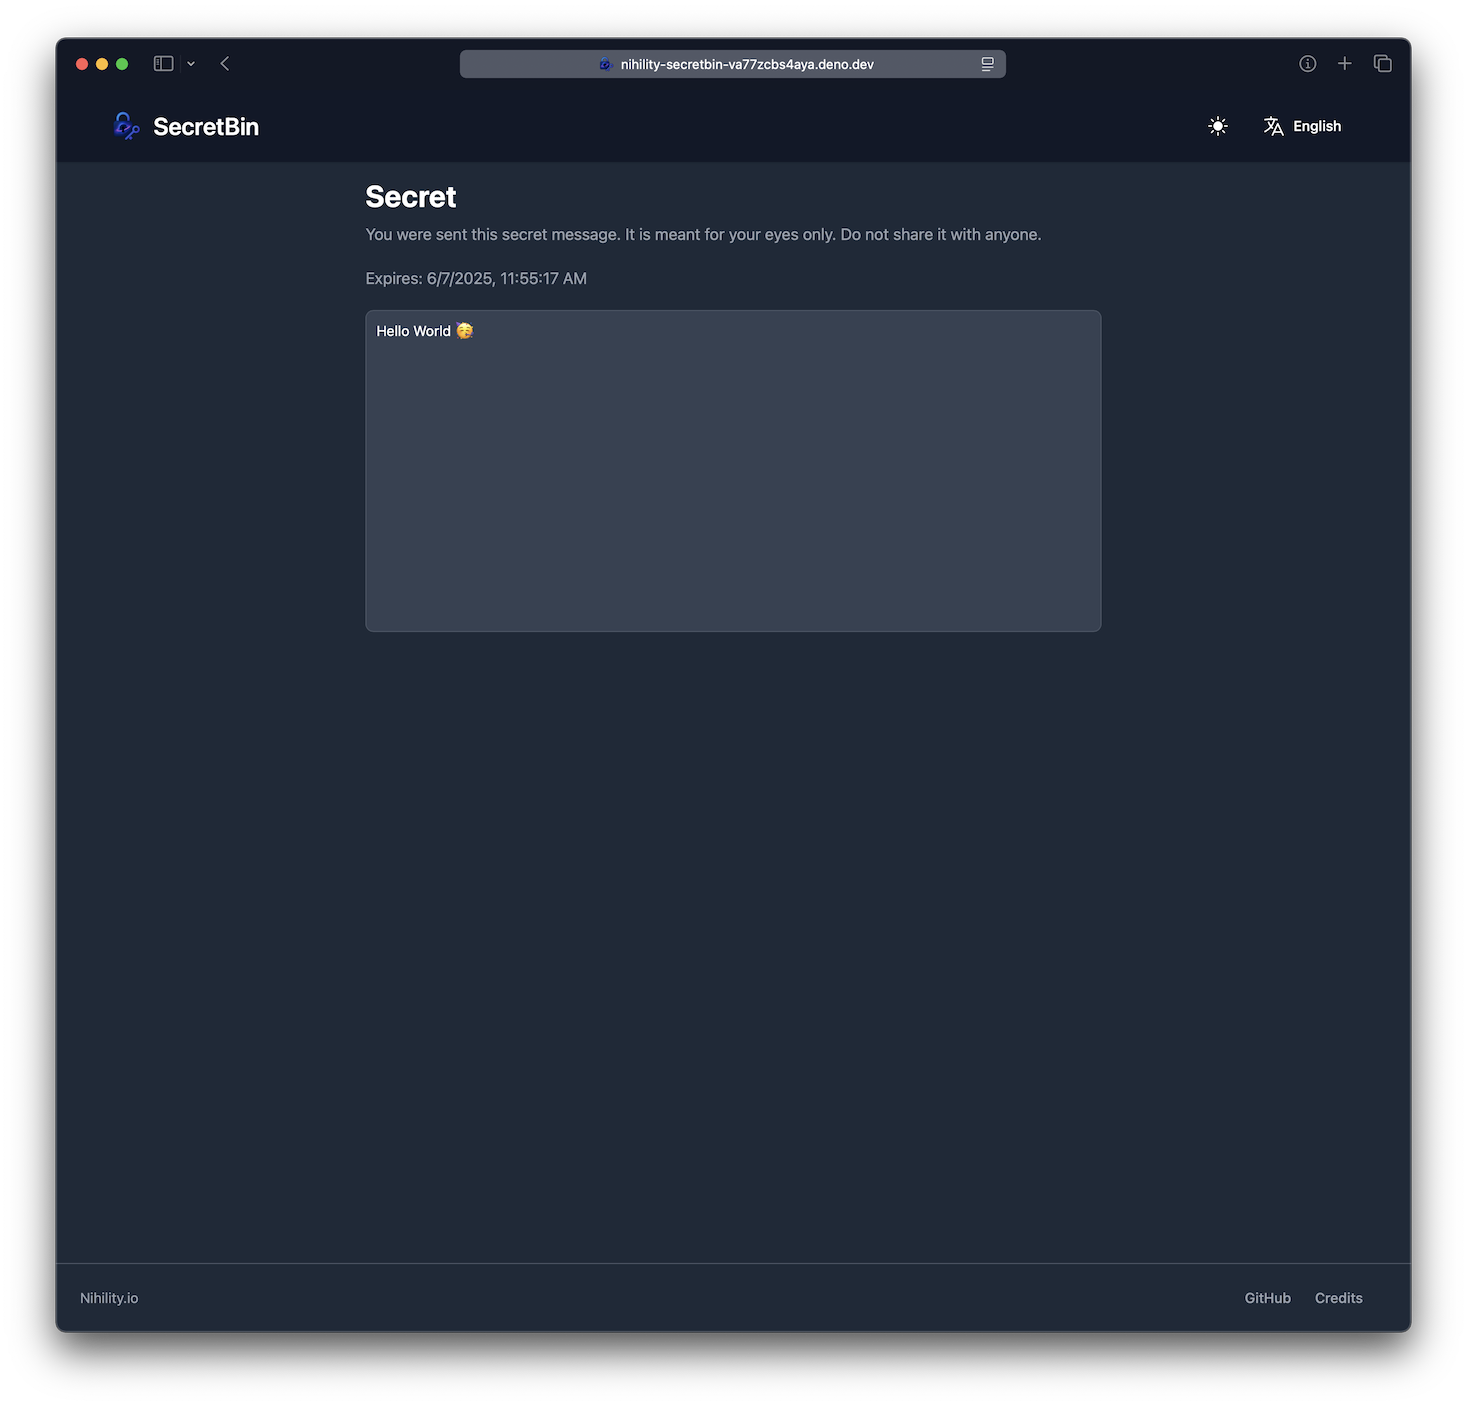 nihility-secretbin-va77zcbs4aya.deno.dev
SecretBin
English
Secret
You were sent this secret message. It is meant for your eyes only. Do not share it with anyone.
Expires: 6/7/2025, 11:55:17 AM
Hello World 🥳
Nihility.io
GitHub
Credits